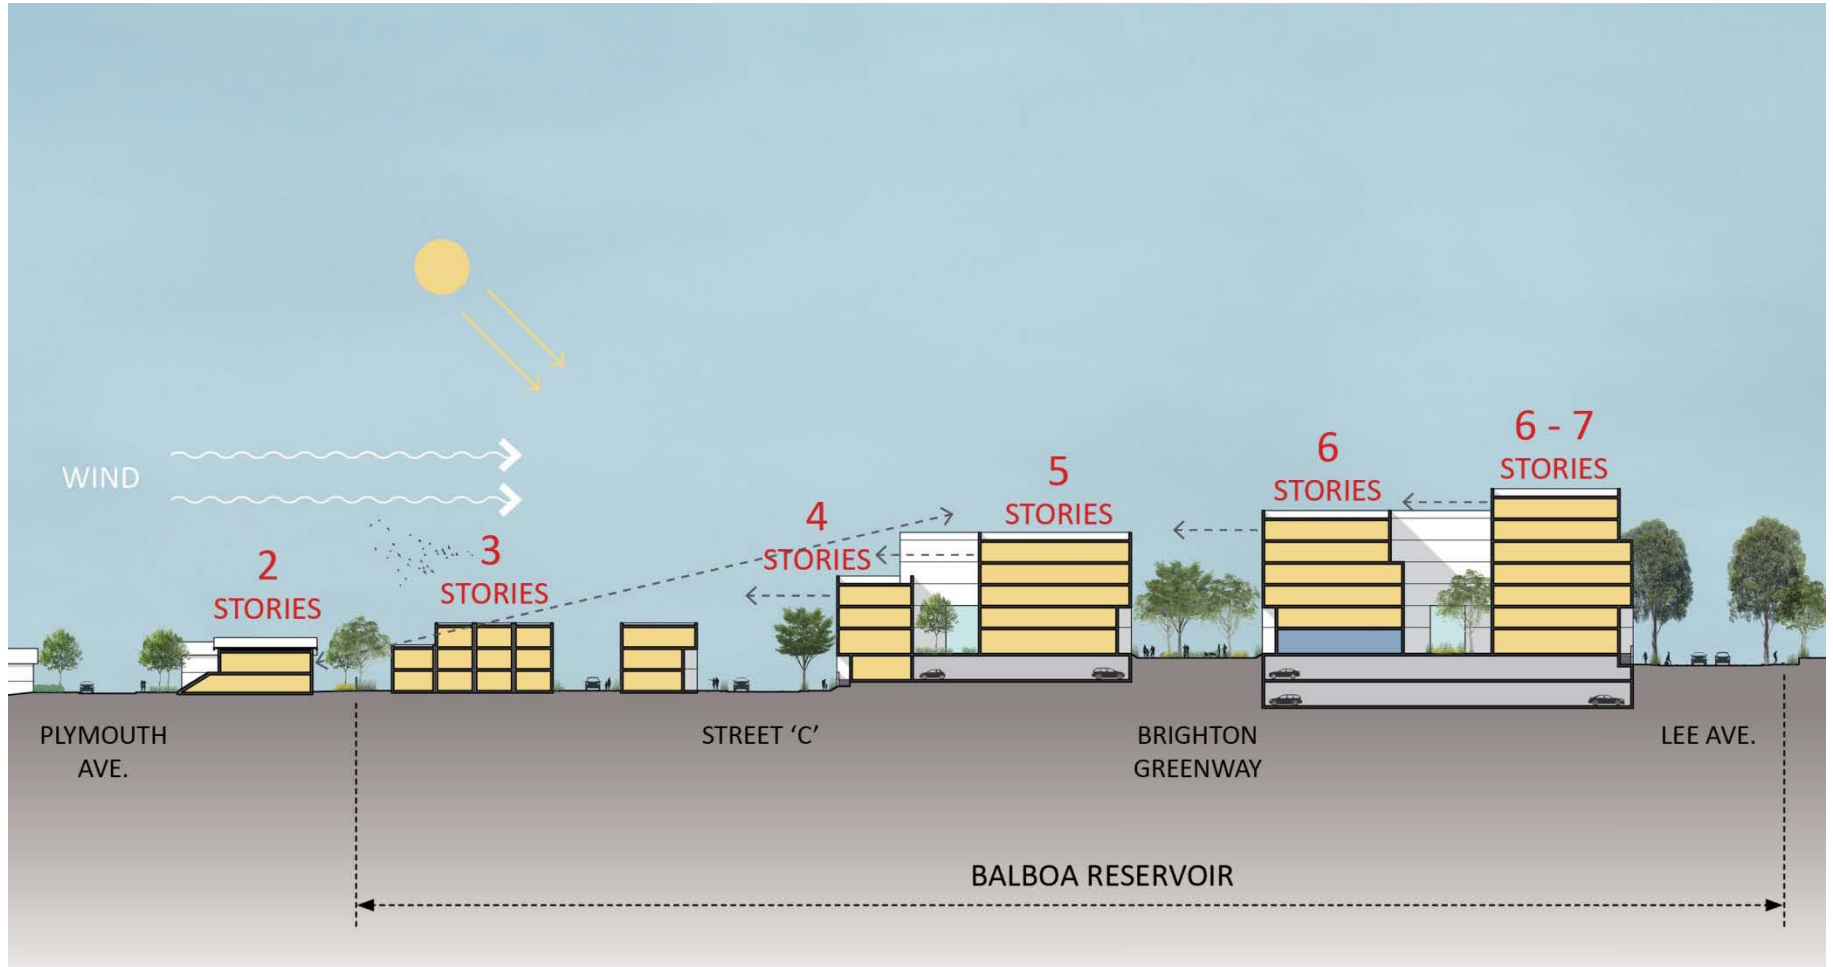 WIND
2
STORIES
3
STORIES
4
STORIES
5
STORIES
6
STORIES
6 - 7
STORIES
PLYMOUTH
AVE.
STREET ‘C’
BRIGHTON
GREENWAY
LEE AVE.
BALBOA RESERVOIR